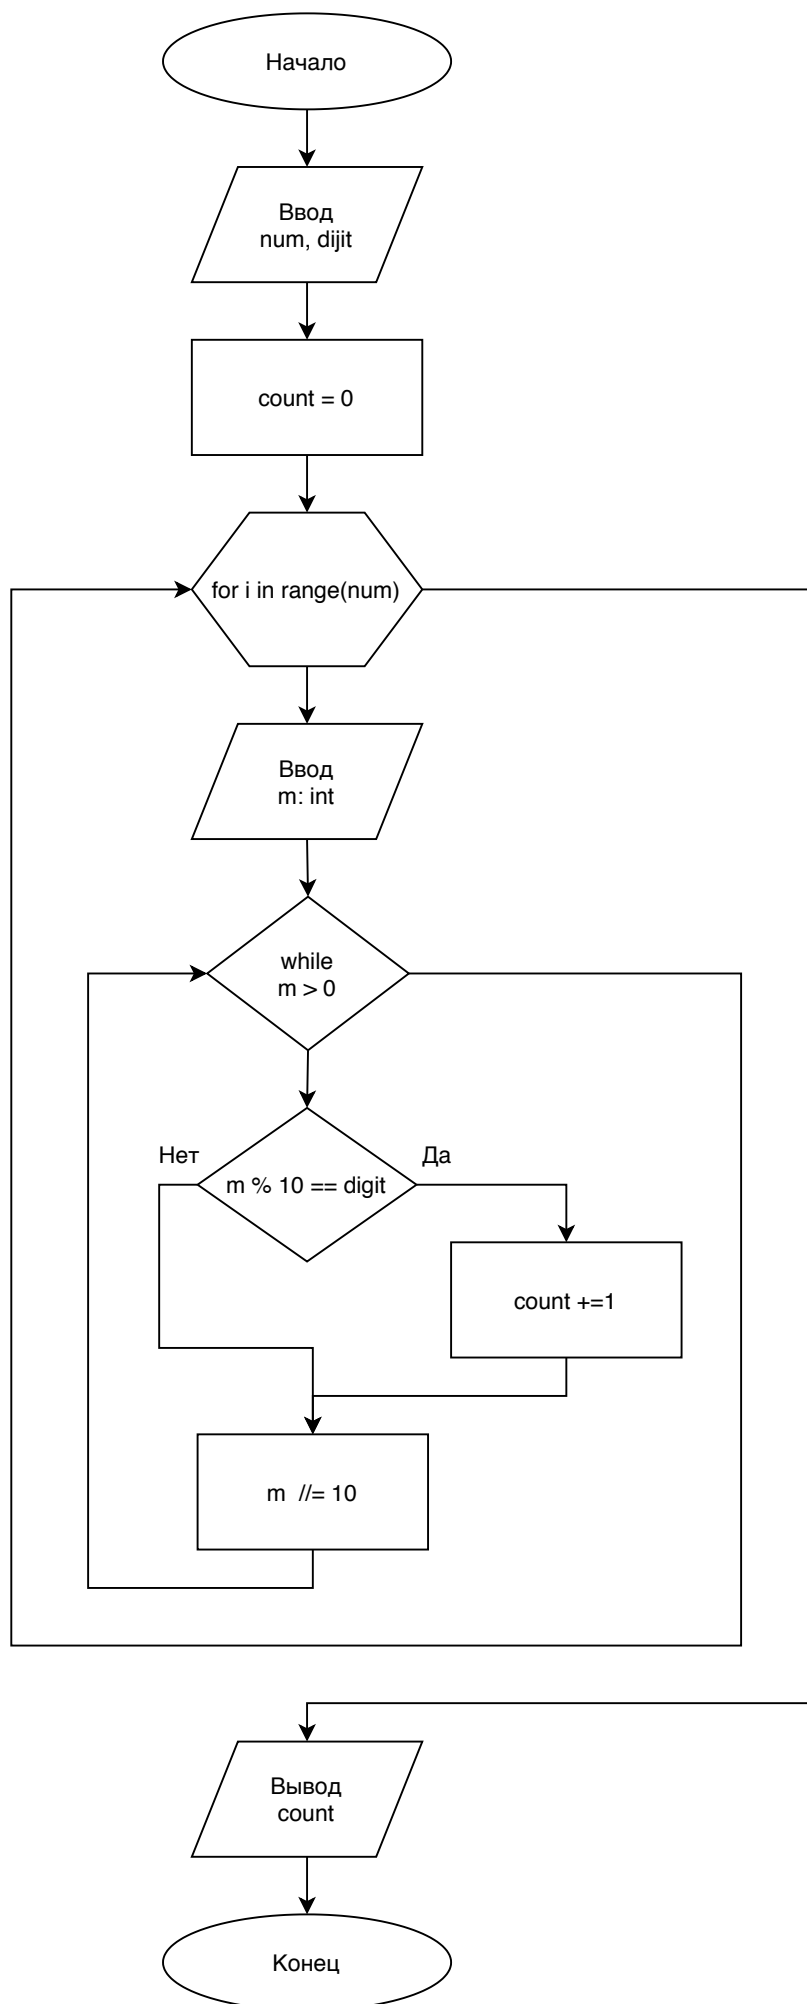 Начало
Ввод
num, dijit
count = 0
for i in range(num)
Ввод
m: int
while
m > 0
Нет
Да
m % 10 == digit
count +=1
m  //= 10
Вывод
count
Конец